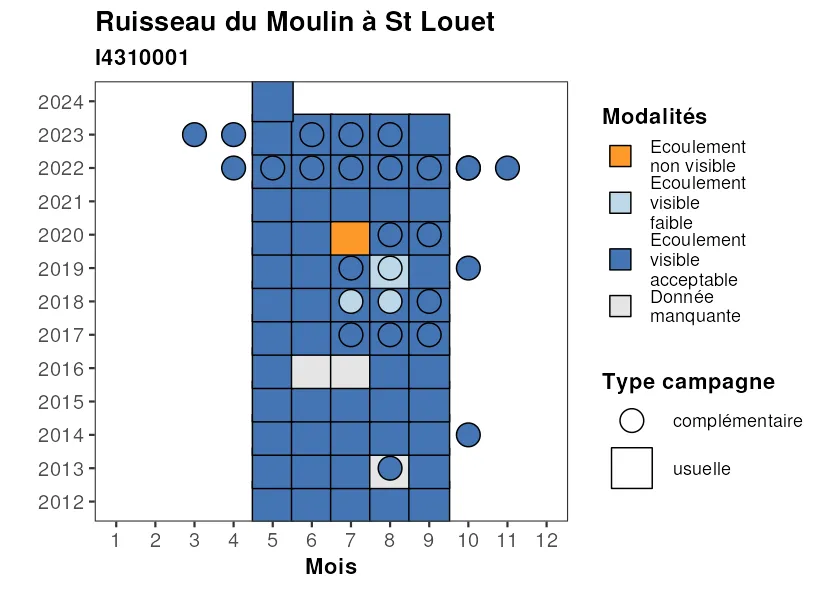 Ruisseau du Moulin à St Louet
I4310001
2024
2023
2022
2021
2020
2019
2018
2017
2016
2015
2014
2013
2012
1 2 3 4 5 6 7 8 9 10 11 12
Mois
Modalités
Ecoulement
non visible
Ecoulement
visible
faible
Ecoulement
visible
acceptable
Donnée
manquante
Type campagne
complémentaire
usuelle